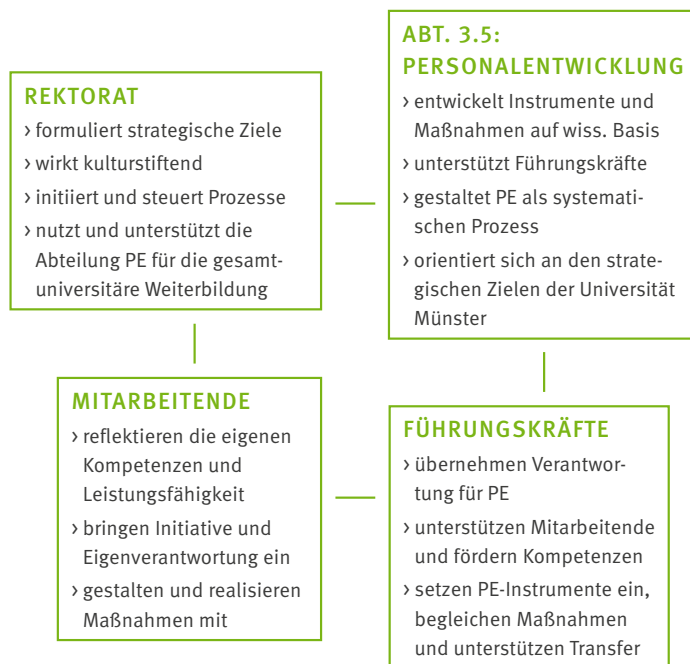 REKTORAT
> formuliert strategische Ziele
> wirkt kulturstiftend
> initiiert und steuert Prozesse
> nutzt und unterstützt die
Abteilung PE für die gesamt-
universitäre Weiterbildung
ABT. 3.5:
PERSONALENTWICKLUNG
> entwickelt Instrumente und
Maßnahmen auf wiss. Basis
> unterstützt Führungskräfte
> gestaltet PE als systemati-
schen Prozess
> orientiert sich an den strate-
gischen Zielen der Universität
Münster
MITARBEITENDE
> reflektieren die eigenen
Kompetenzen und
Leistungsfähigkeit
> bringen Initiative und
Eigenverantwortung ein
> gestalten und realisieren
Maßnahmen mit
FÜHRUNGSKRÄFTE
> übernehmen Verantwor-
tung für PE
> unterstützen Mitarbeitende
und fördern Kompetenzen
> setzen PE-Instrumente ein,
begleichen Maßnahmen
und unterstützen Transfer